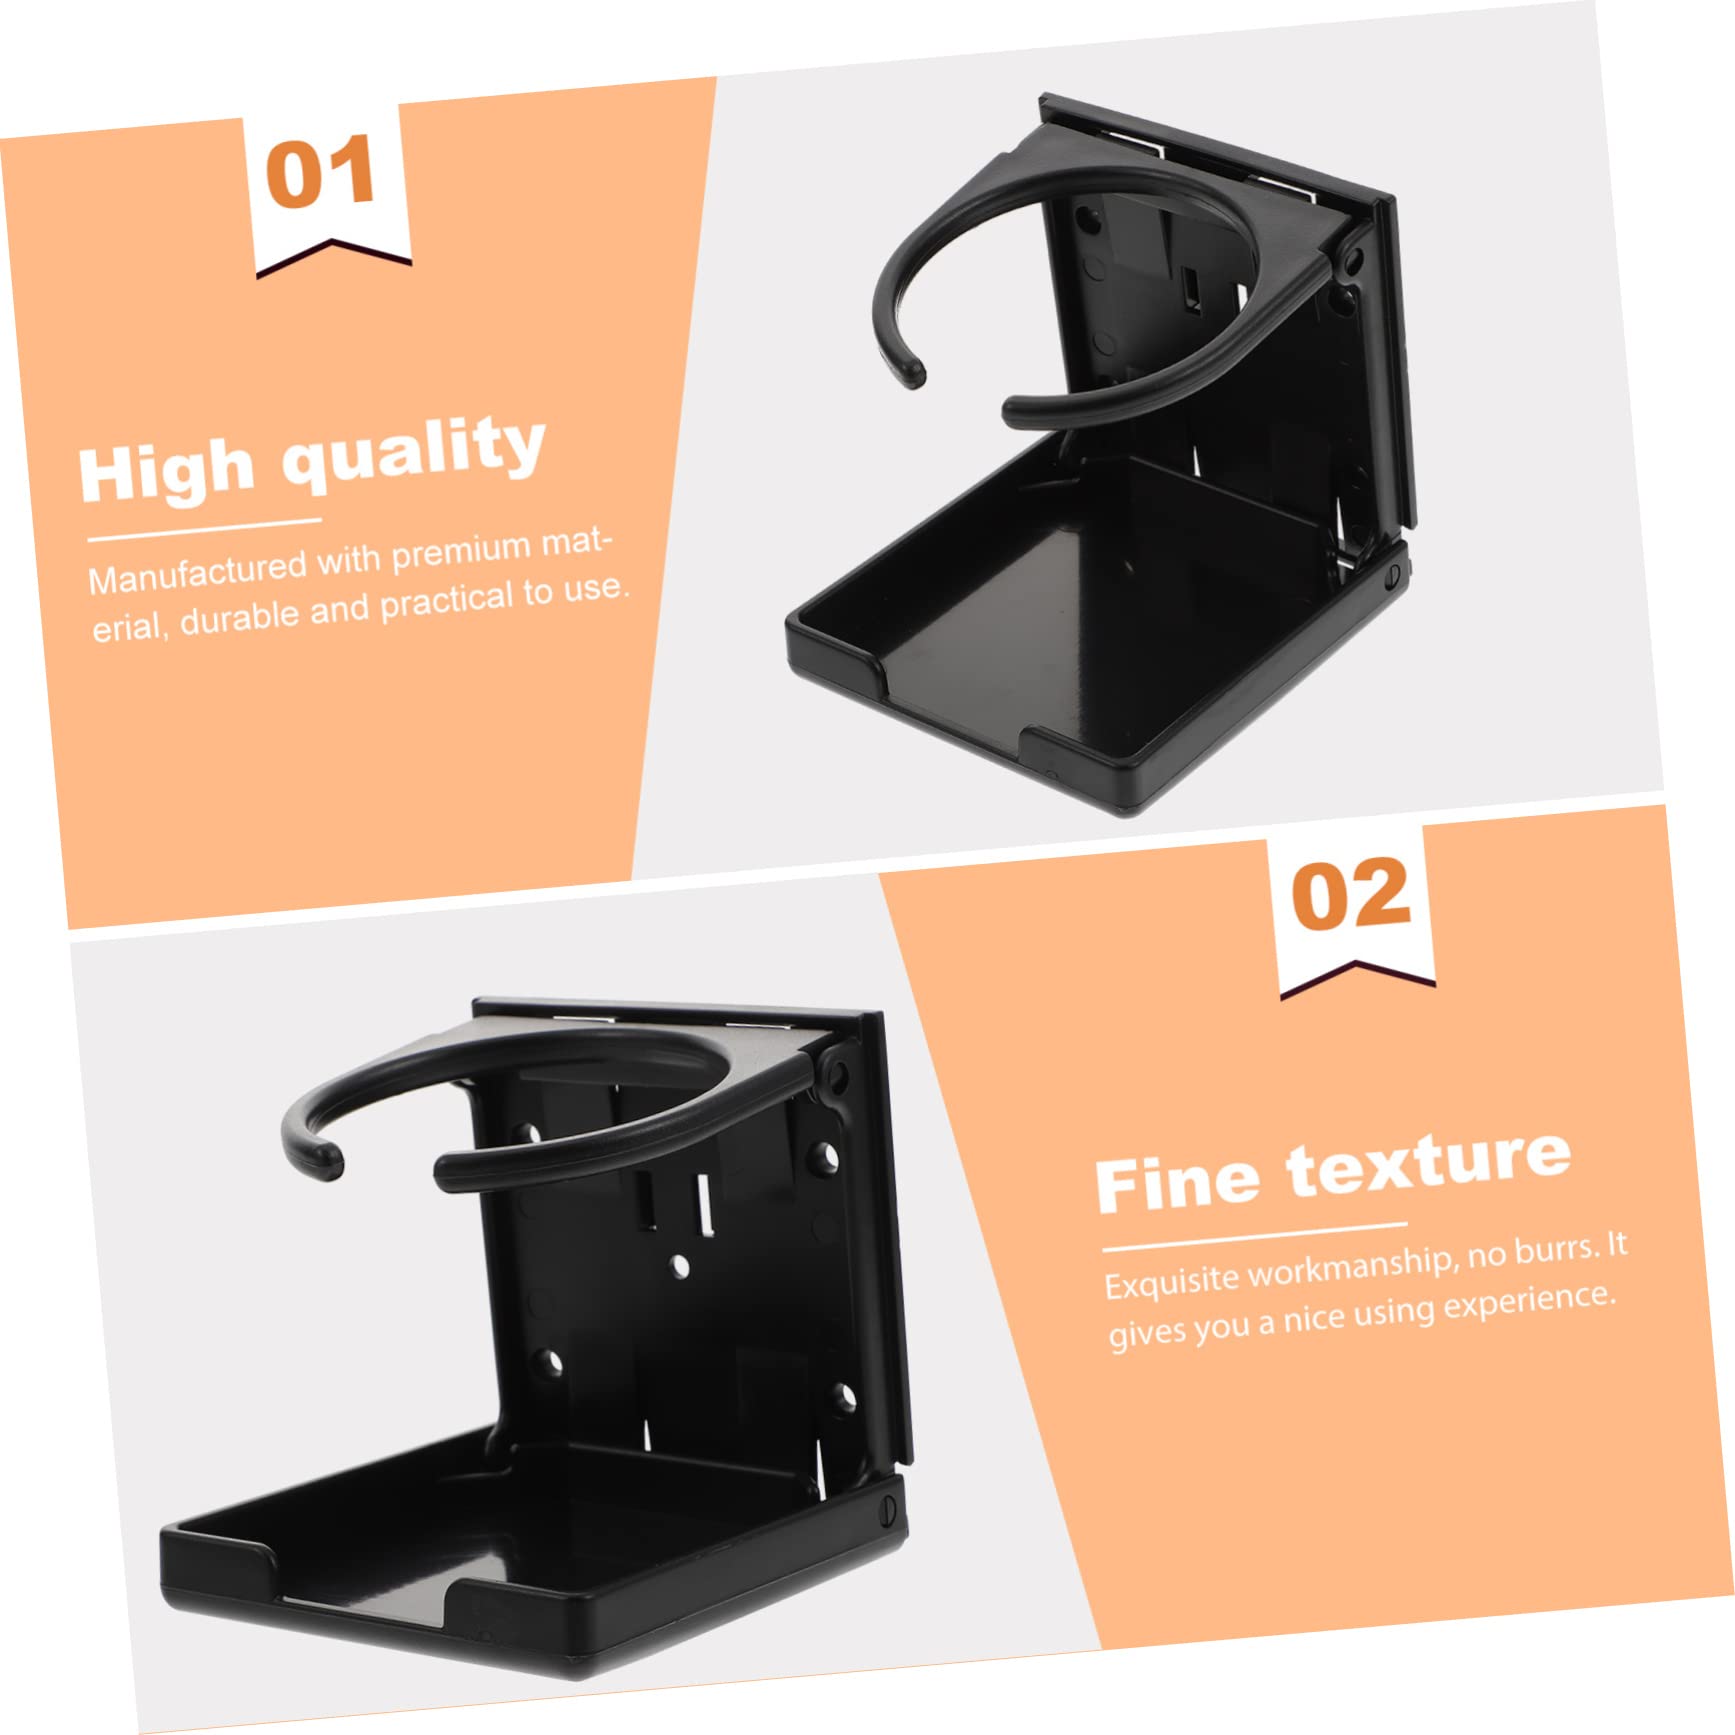 01
High quality
Manufactured with premium mat-
erial, durable and practical to use.
02
Fine texture
Exquisite workmanship, no burrs. It
gives you a nice using experience.